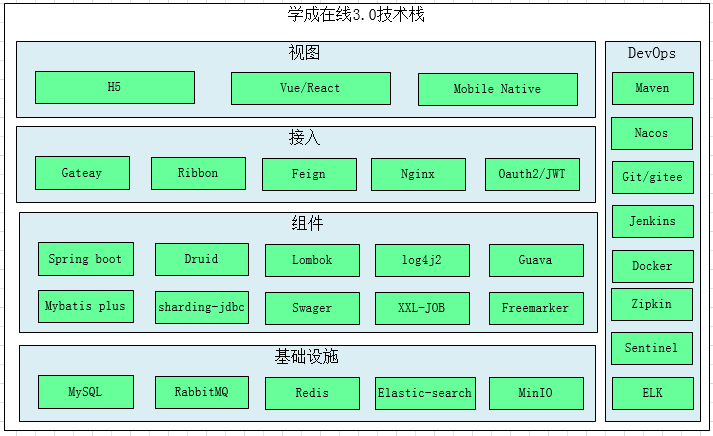 学成在线3.0技术栈
视图
H5
Vue/React
Mobile Native
接入
Gateay
Ribbon
Feign
Nginx
Oauth2/JWT
组件
Spring boot
Druid
Lombok
log4j2
Guava
Mybatis plus
sharding-jdbc
Swager
XXL-JOB
Freemarker
基础设施
MySQL
RabbitMQ
Redis
Elastic-search
MinIO
DevOps
Maven
Nacos
Git/gitee
Jenkins
Docker
Zipkin
Sentinel
ELK